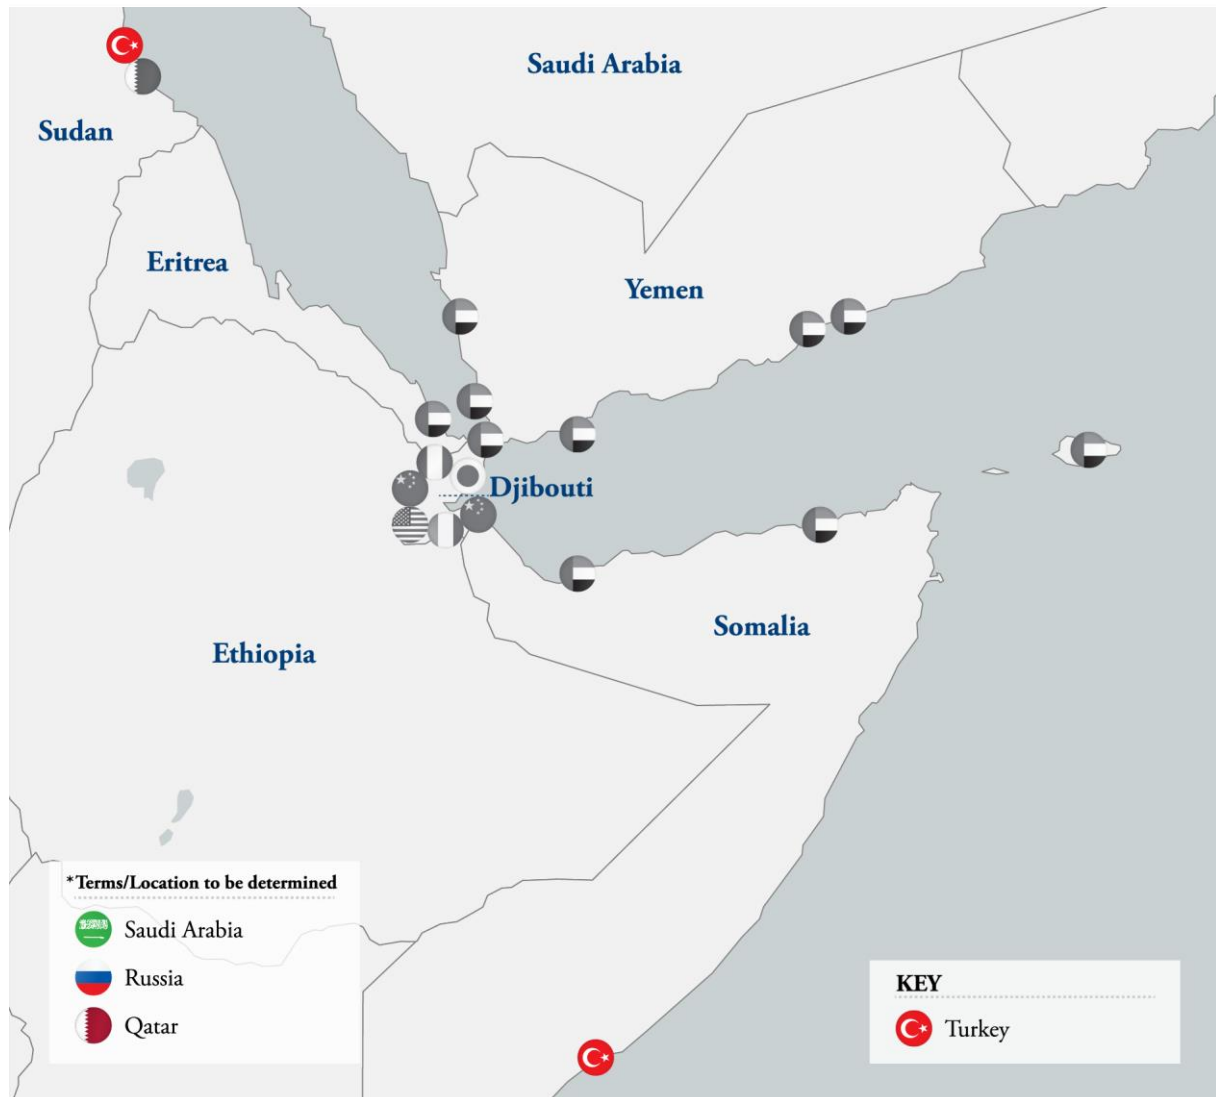 Saudi Arabia
Sudan
Eritrea
Yemen
Djibouti
Somalia
Ethiopia
*Terms/Location to be determined
Saudi Arabia
Russia
Qatar
KEY
Turkey